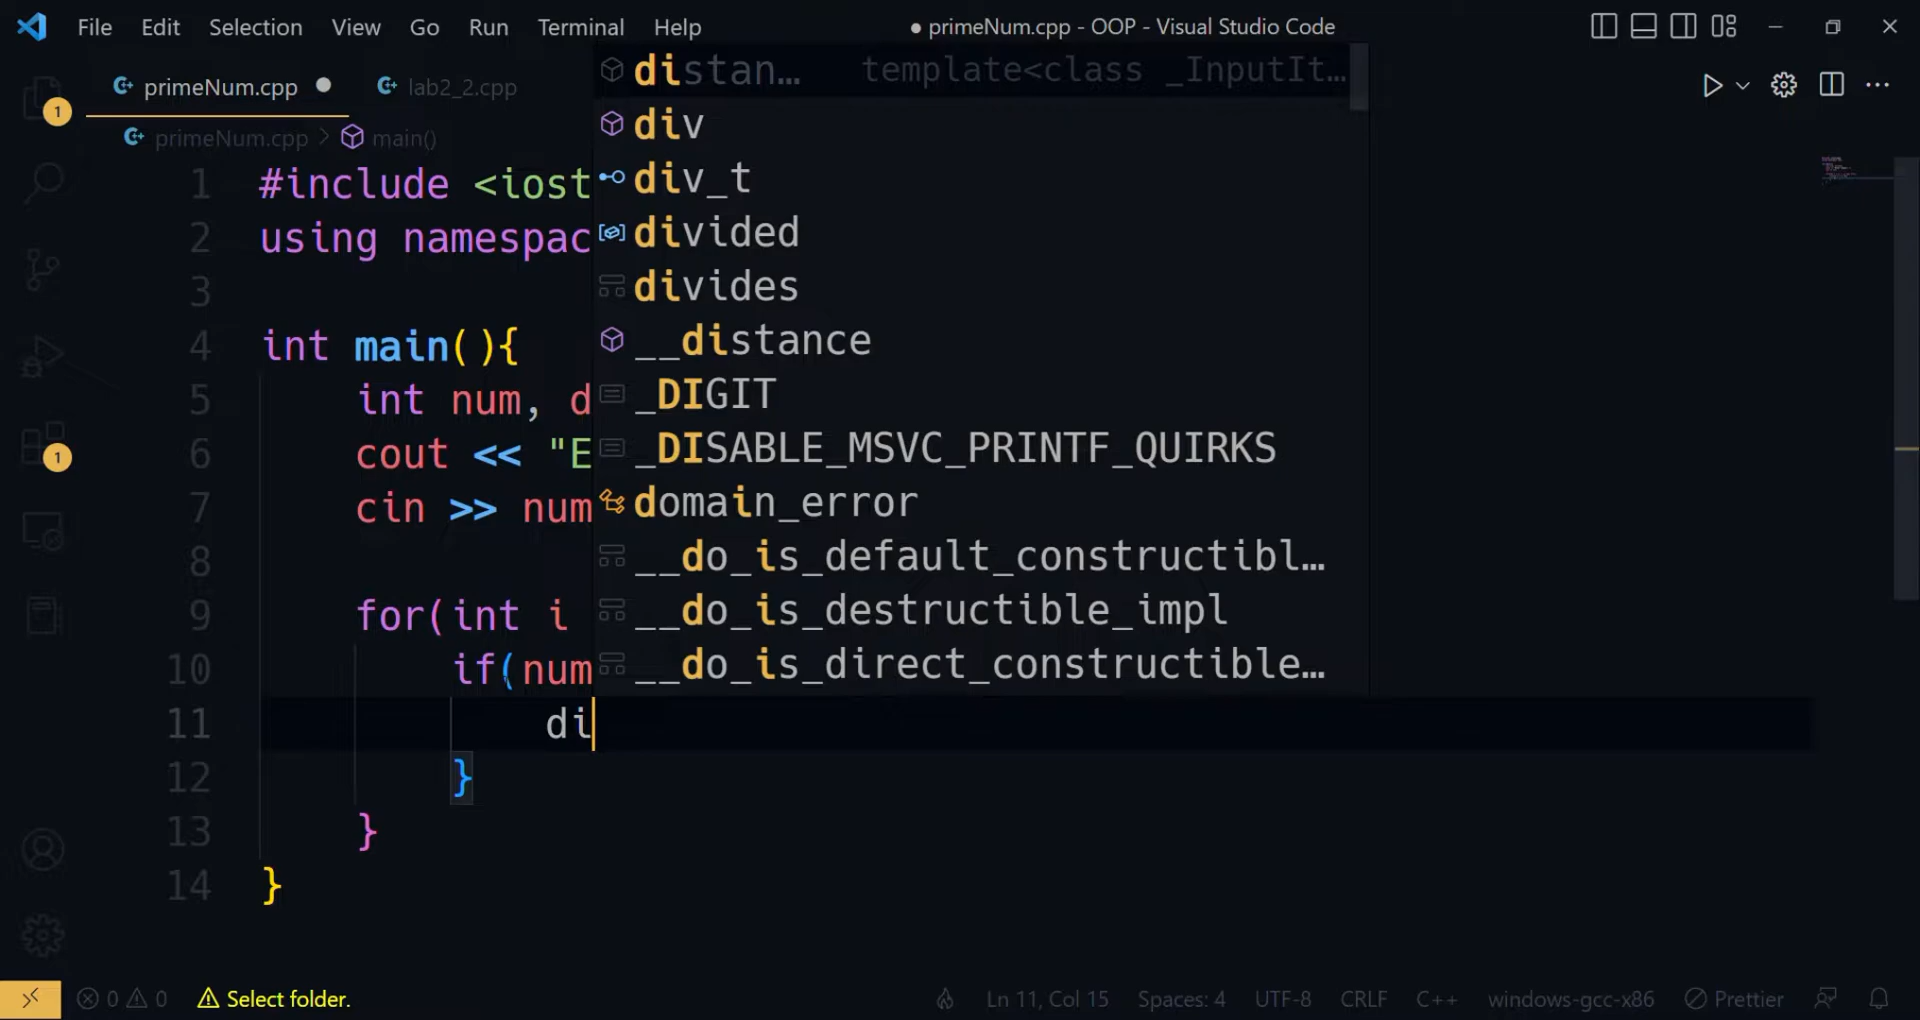 File Edit Selection View Go Run Terminal Help ● primeNum.cpp - OOP - Visual Studio Code
primeNum.cpp ● lab2_2.cpp
primeNum.cpp > main()
1 #include <iost
2 using namespac
3
4 int main(){
5 int num, d
6 cout << "E
7 cin >> num
8
9 for(int i
10 if(num
11 di
12 }
13 }
14 }
distan… template<class _InputIt…
div
div_t
divided
divides
__distance
_DIGIT
_DISABLE_MSVC_PRINTF_QUIRKS
domain_error
__do_is_default_constructibl…
__do_is_destructible_impl
__do_is_direct_constructible…
1
1
0 0 Select folder. Ln 11, Col 15 Spaces: 4 UTF-8 CRLF C++ windows-gcc-x86 Prettier